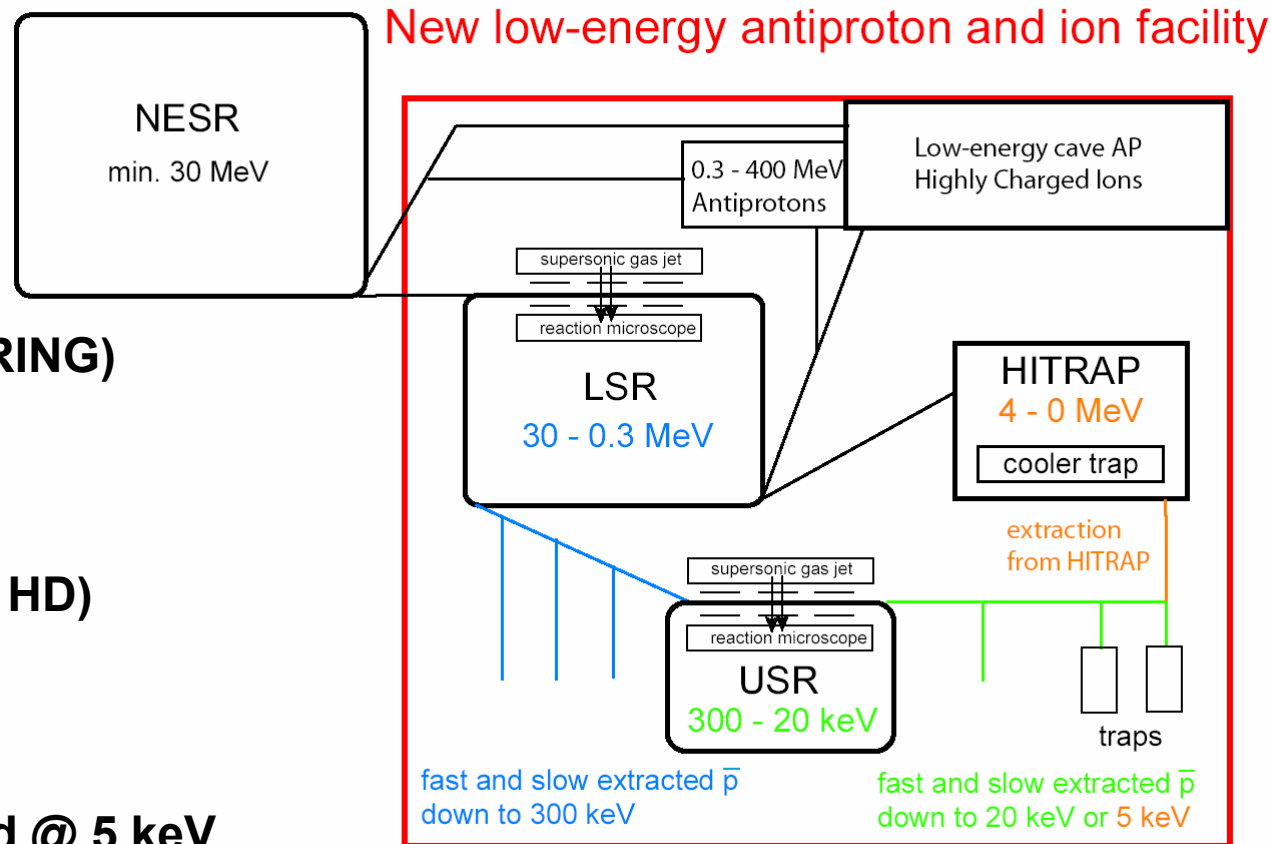 New low-energy antiproton and ion facility
NESR
min. 30 MeV
Low-energy cave AP
Highly Charged Ions
0.3 - 400 MeV
Antiprotons
supersonic gas jet
reaction microscope
LSR
30 - 0.3 MeV
RING)
HITRAP
4 - 0 MeV
cooler trap
extraction
from HITRAP
HD)
supersonic gas jet
reaction microscope
USR
300 - 20 keV
traps
fast and slow extracted p̅
down to 300 keV
fast and slow extracted p̅
down to 20 keV or 5 keV
d @ 5 keV